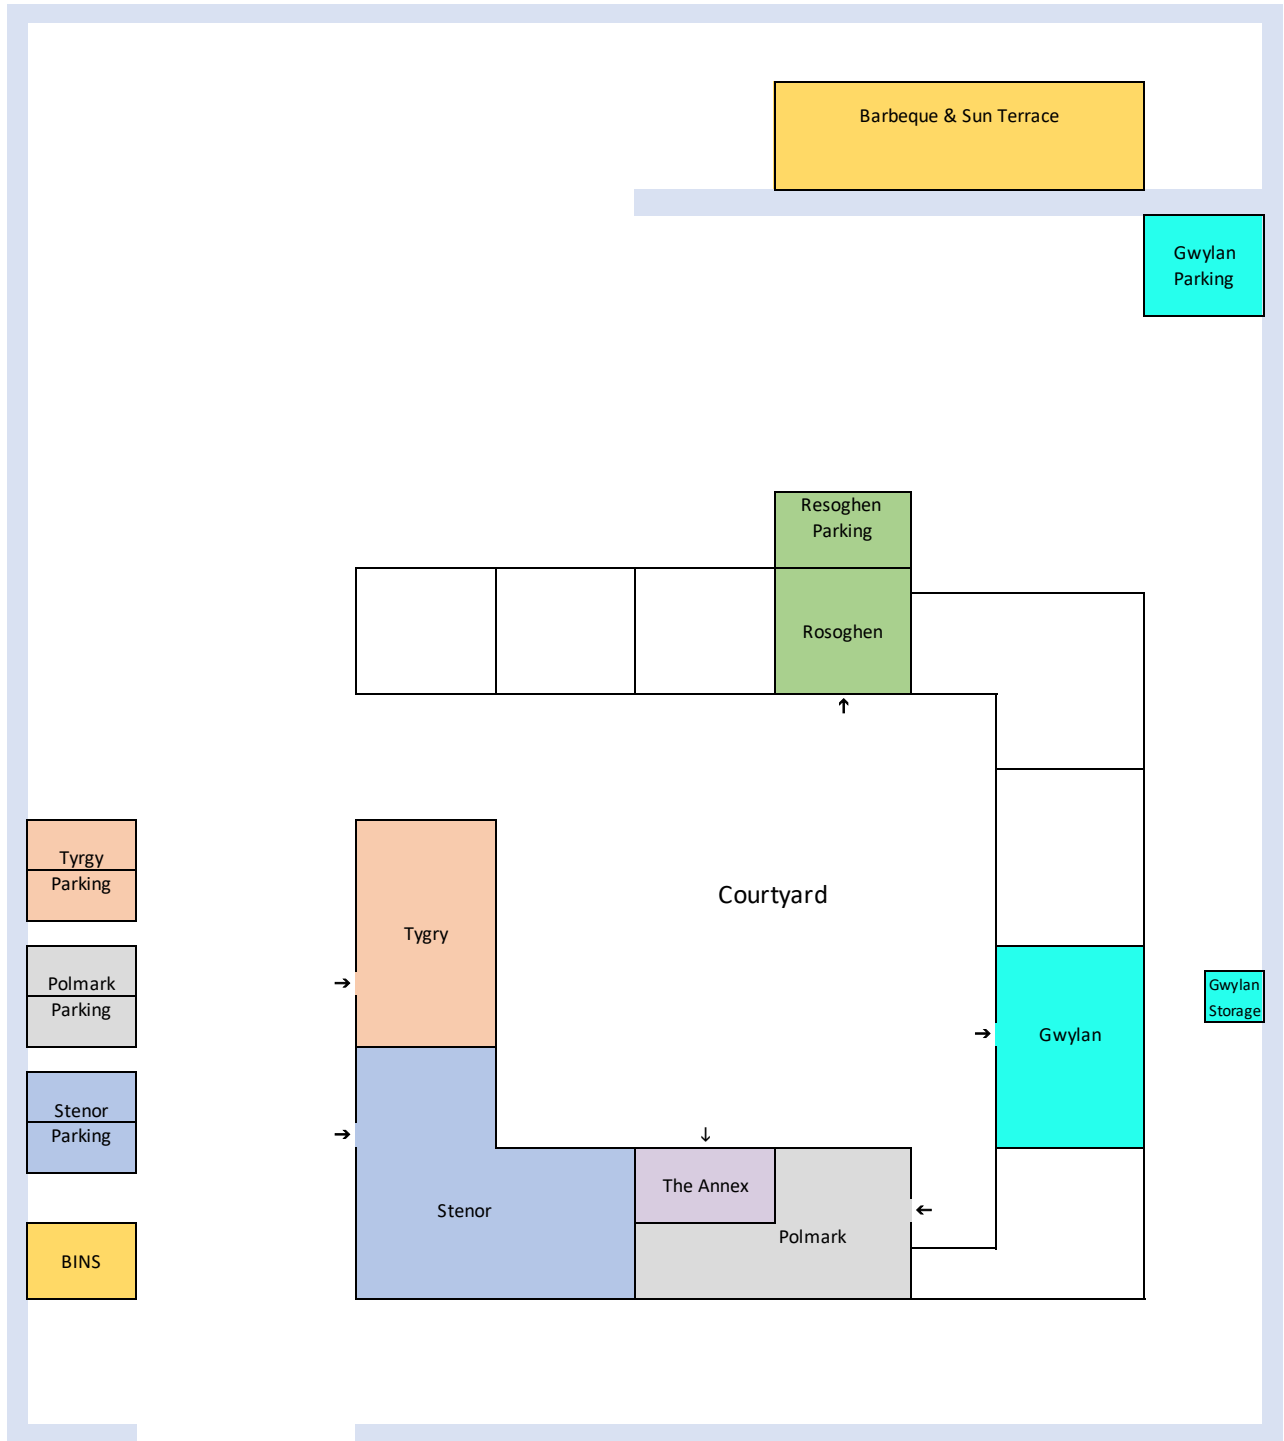 Barbeque & Sun Terrace
Gwylan
Parking
Resoghen
Parking
Rosoghen
Tyrgy
Parking
Courtyard
Tygry
Polmark
Parking
Gwylan
Storage
Gwylan
Stenor
Parking
The Annex
Stenor
Polmark
BINS